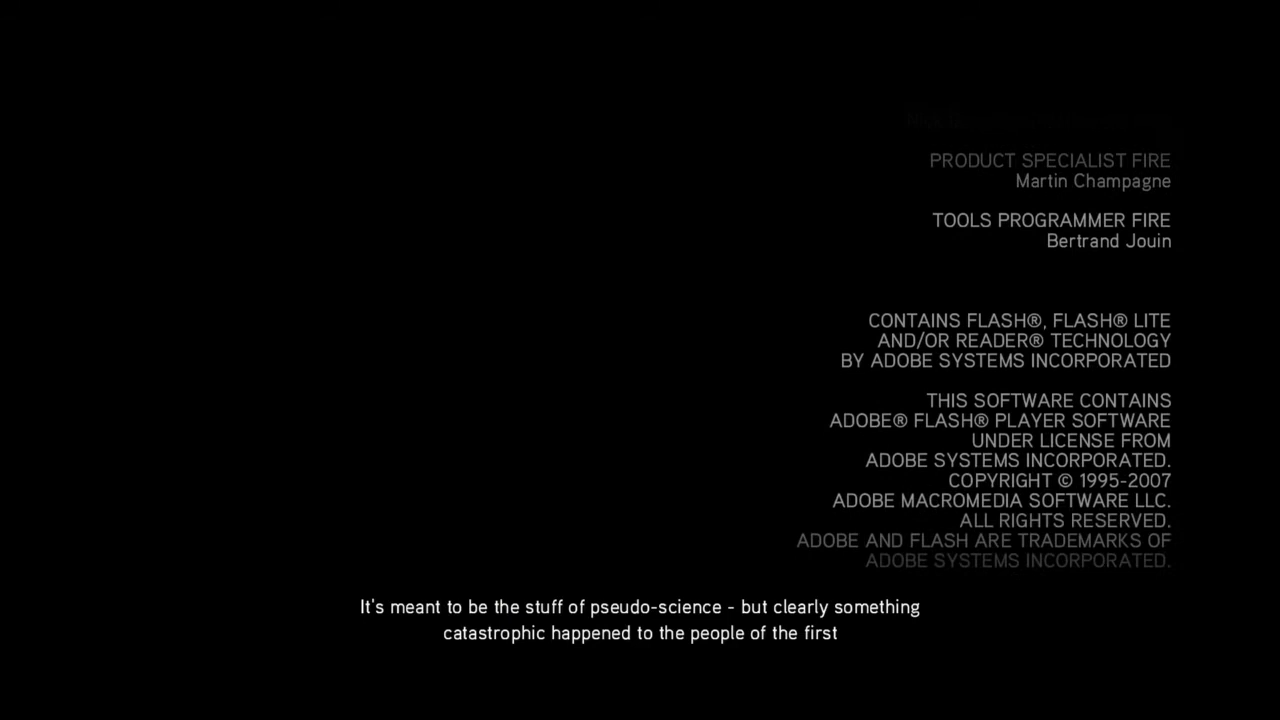 PRODUCT SPECIALIST FIRE
Martin Champagne
TOOLS PROGRAMMER FIRE
Bertrand Jouin
CONTAINS FLASH®, FLASH® LITE
AND/OR READER® TECHNOLOGY
BY ADOBE SYSTEMS INCORPORATED
THIS SOFTWARE CONTAINS
ADOBE® FLASH® PLAYER SOFTWARE
UNDER LICENSE FROM
ADOBE SYSTEMS INCORPORATED.
COPYRIGHT © 1995-2007
ADOBE MACROMEDIA SOFTWARE LLC.
ALL RIGHTS RESERVED.
ADOBE AND FLASH ARE TRADEMARKS OF
ADOBE SYSTEMS INCORPORATED.
It's meant to be the stuff of pseudo-science - but clearly something
catastrophic happened to the people of the first